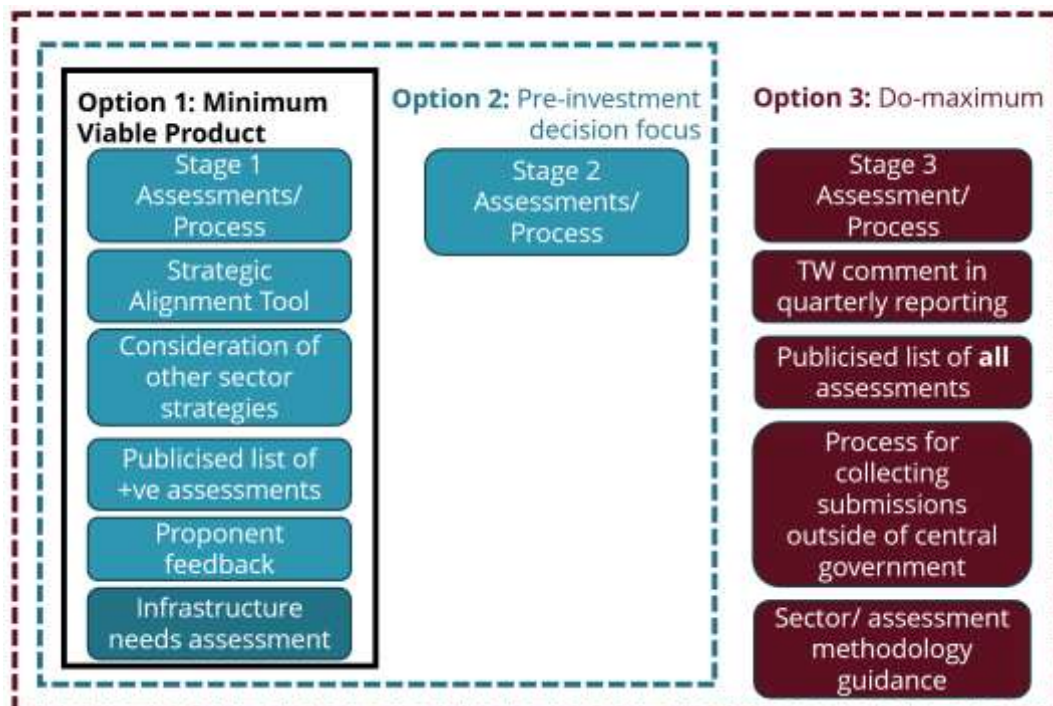 Option 1: Minimum
Viable Product
Stage 1
Assessments/
Process
Strategic
Alignment Tool
Consideration of
other sector
strategies
Publicised list of
+ve assessments
Proponent
feedback
Infrastructure
needs assessment
Option 2: Pre-investment
decision focus
Stage 2
Assessments/
Process
Option 3: Do-maximum
Stage 3
Assessment/
Process
TW comment in
quarterly reporting
Publicised list of all
assessments
Process for
collecting
submissions
outside of central
government
Sector/ assessment
methodology
guidance